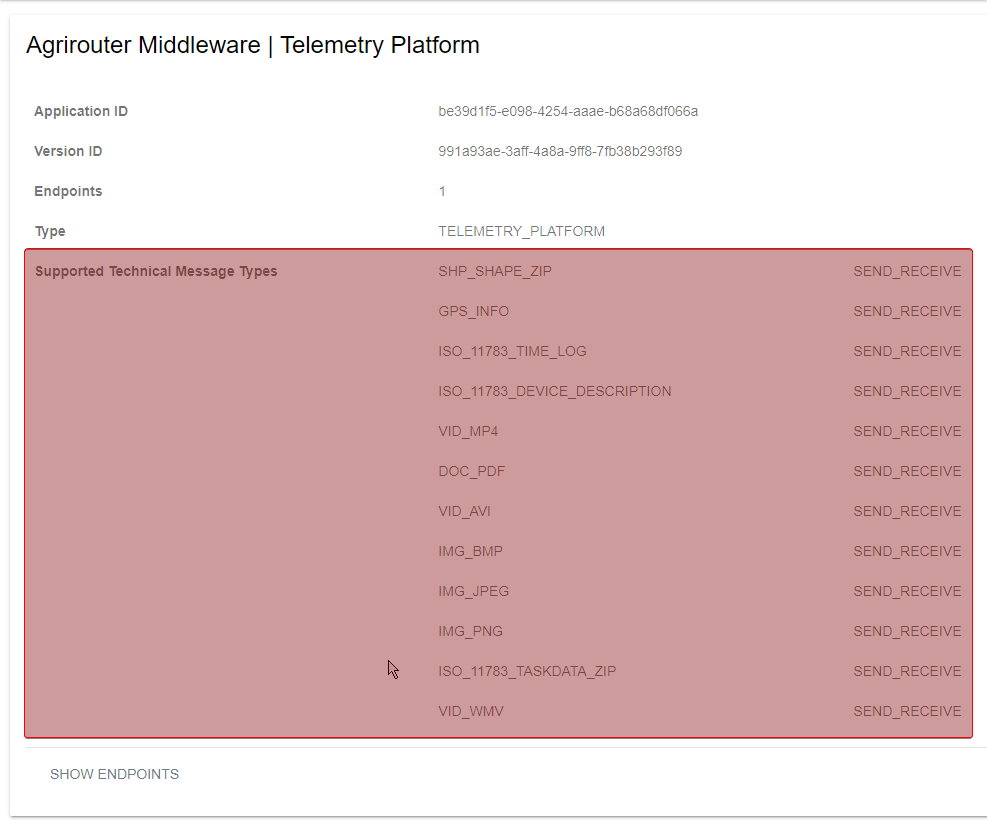 Agrirouter Middleware | Telemetry Platform
Application ID be39d1f5-e098-4254-aaae-b68a68df066a
Version ID 991a93ae-3aff-4a8a-9ff8-7fb38b293f89
Endpoints 1
Type TELEMETRY_PLATFORM
Supported Technical Message Types SHP_SHAPE_ZIP SEND_RECEIVE
GPS_INFO SEND_RECEIVE
ISO_11783_TIME_LOG SEND_RECEIVE
ISO_11783_DEVICE_DESCRIPTION SEND_RECEIVE
VID_MP4 SEND_RECEIVE
DOC_PDF SEND_RECEIVE
VID_AVI SEND_RECEIVE
IMG_BMP SEND_RECEIVE
IMG_JPEG SEND_RECEIVE
IMG_PNG SEND_RECEIVE
ISO_11783_TASKDATA_ZIP SEND_RECEIVE
VID_WMV SEND_RECEIVE
SHOW ENDPOINTS